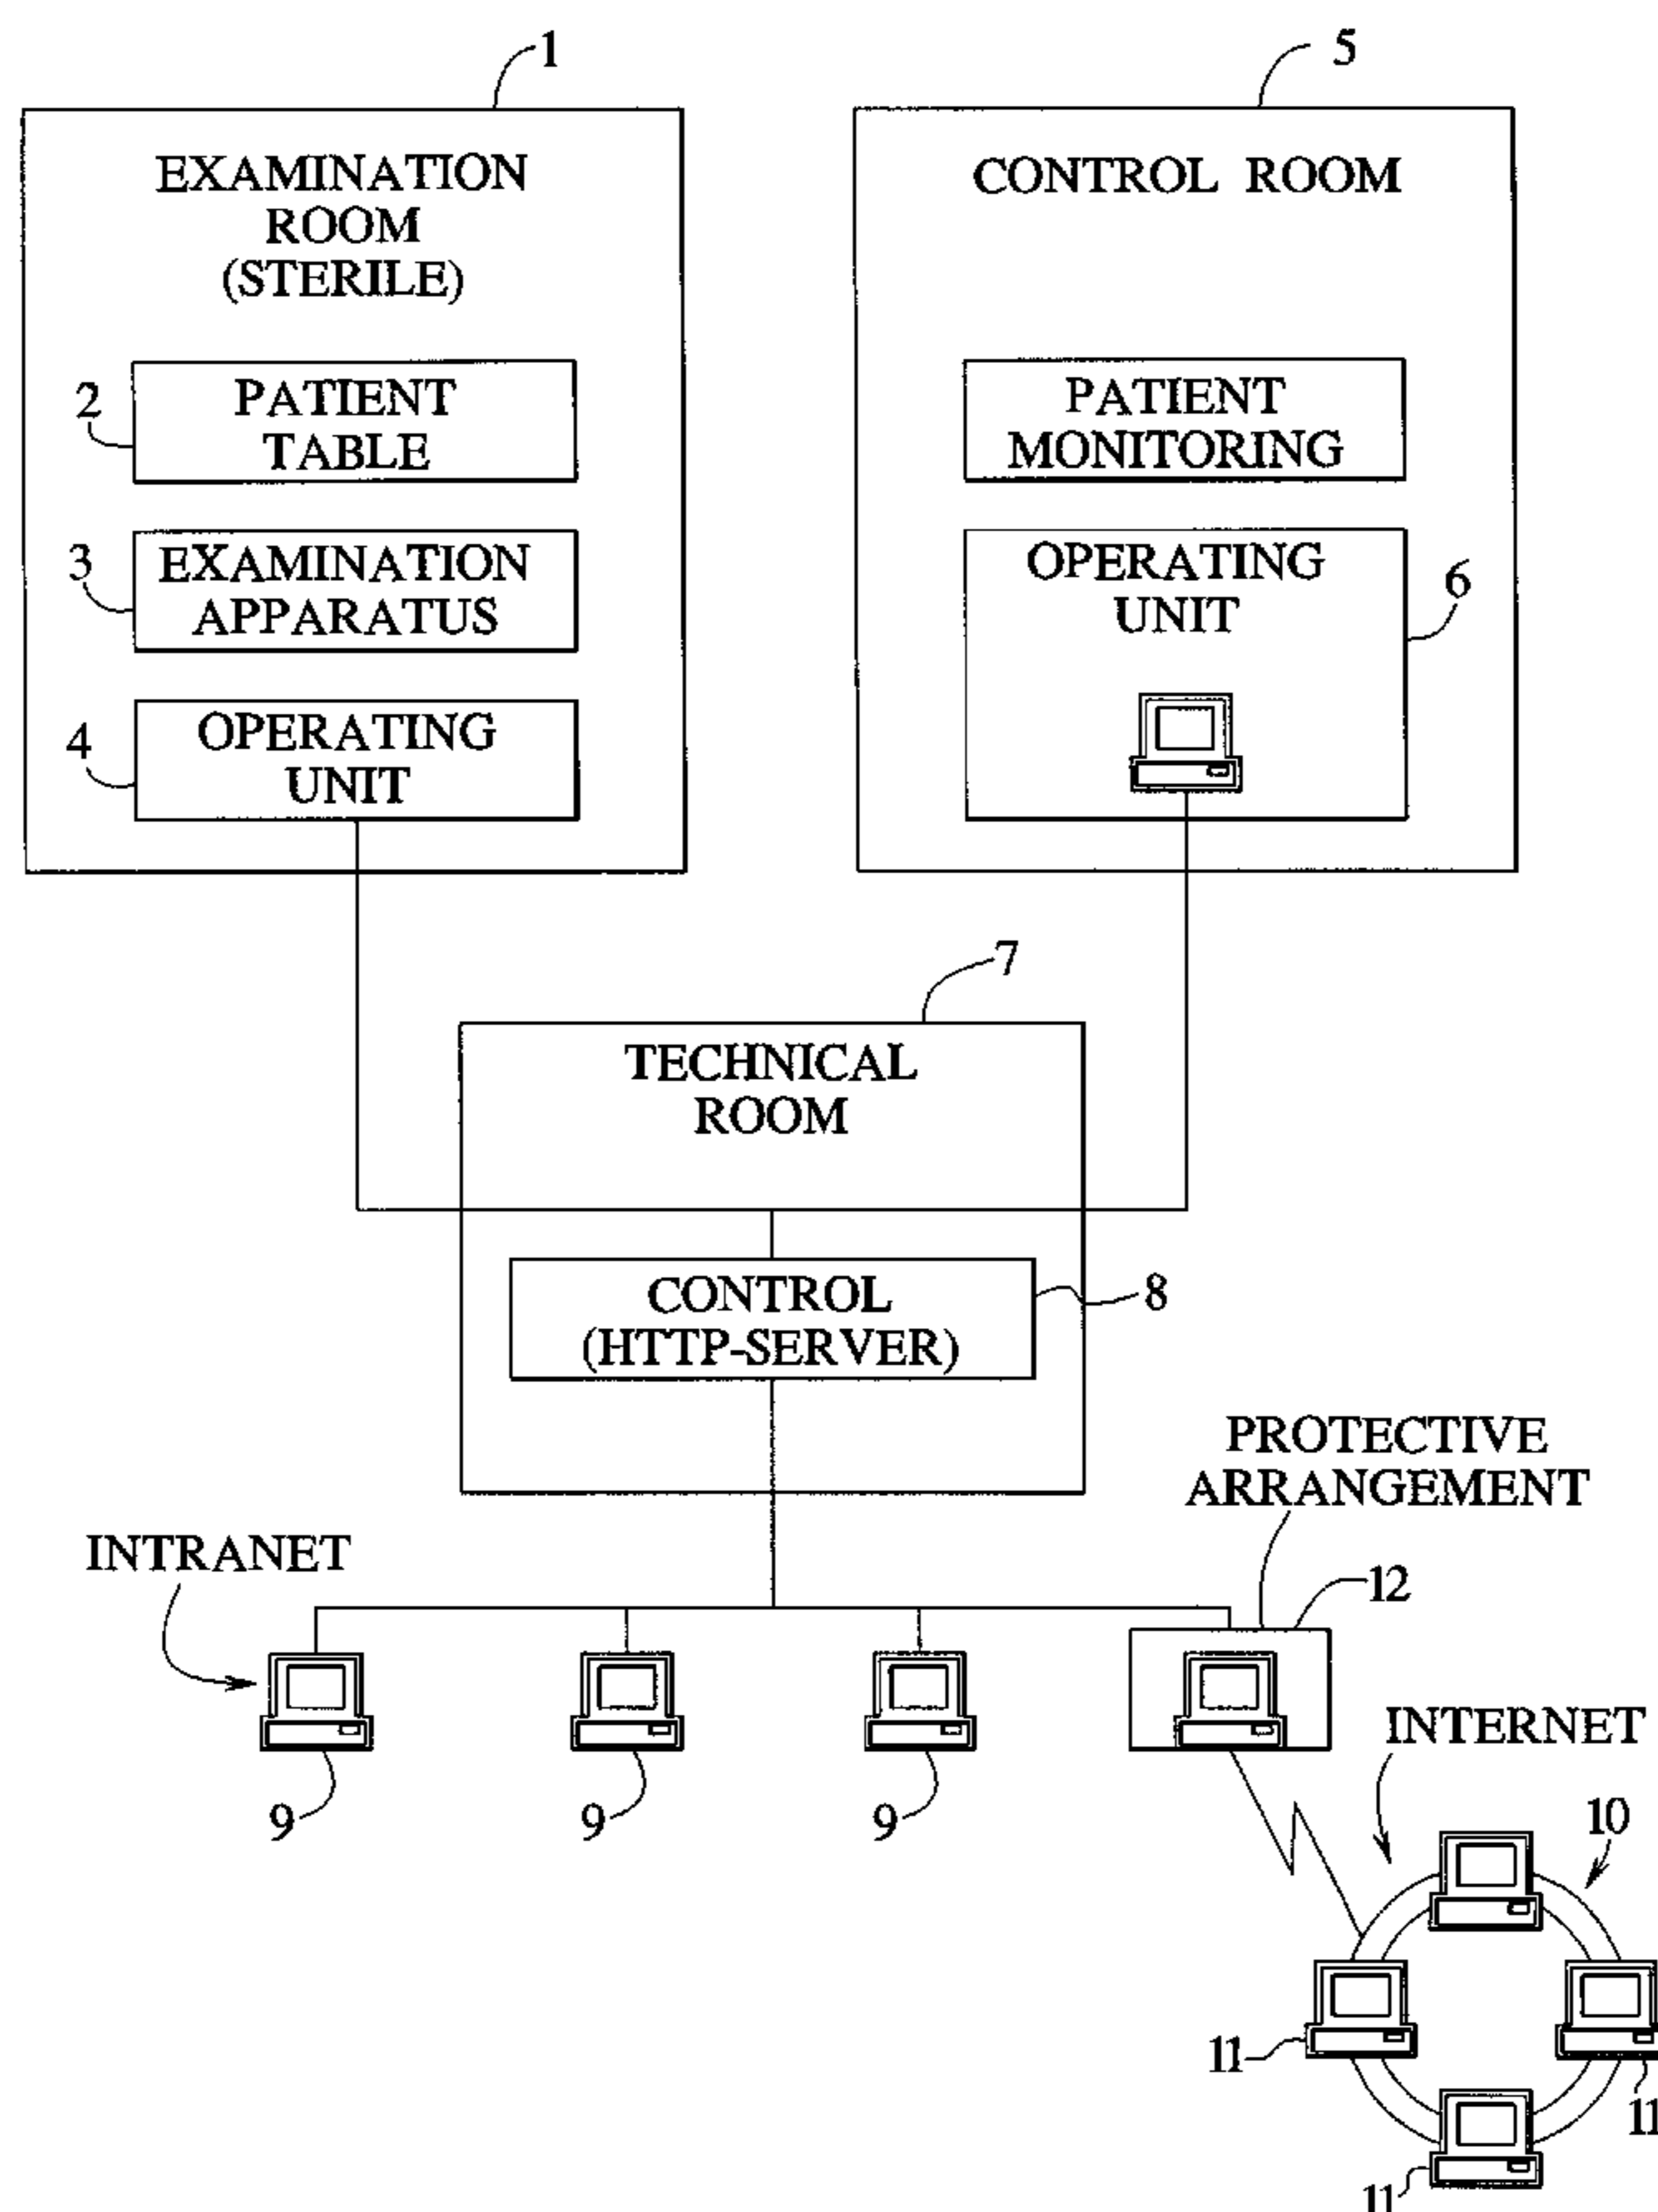 1
5
EXAMINATION
ROOM
(STERILE)
CONTROL ROOM
2
PATIENT
TABLE
PATIENT
MONITORING
3
EXAMINATION
APPARATUS
OPERATING
UNIT
6
4
OPERATING
UNIT
7
TECHNICAL
ROOM
CONTROL
(HTTP-SERVER)
8
PROTECTIVE
ARRANGEMENT
INTRANET
12
INTERNET
9
9
9
10
11
11
11